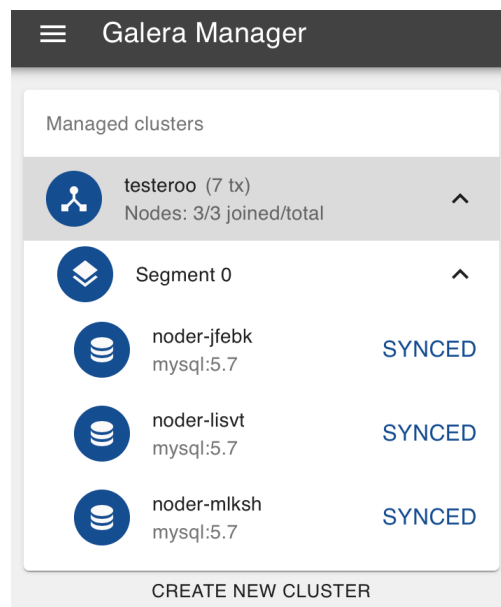 Galera Manager
Managed clusters
testeroo (7 tx)
Nodes: 3/3 joined/total
Segment 0
noder-jfebk
mysql:5.7
SYNCED
noder-lisvt
mysql:5.7
SYNCED
noder-mlksh
mysql:5.7
SYNCED
CREATE NEW CLUSTER